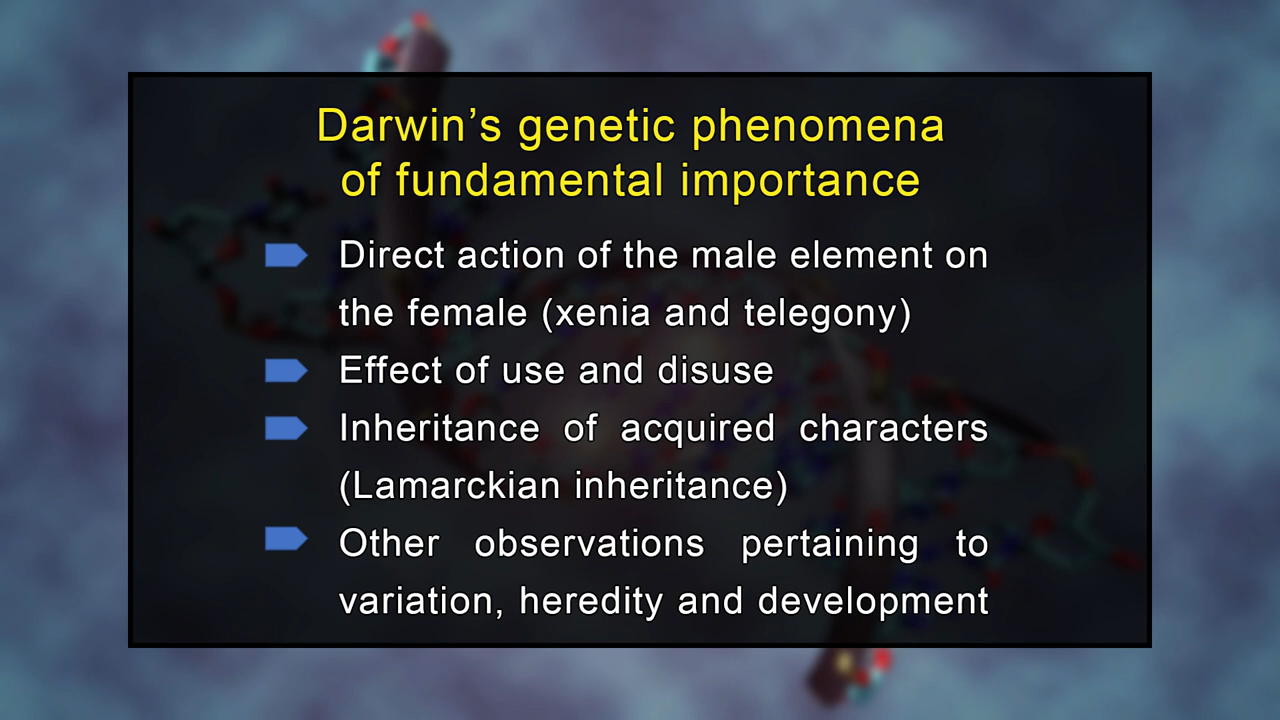 Darwin’s genetic phenomena
of fundamental importance
Direct action of the male element on
the female (xenia and telegony)
Effect of use and disuse
Inheritance of acquired characters
(Lamarckian inheritance)
Other observations pertaining to
variation, heredity and development